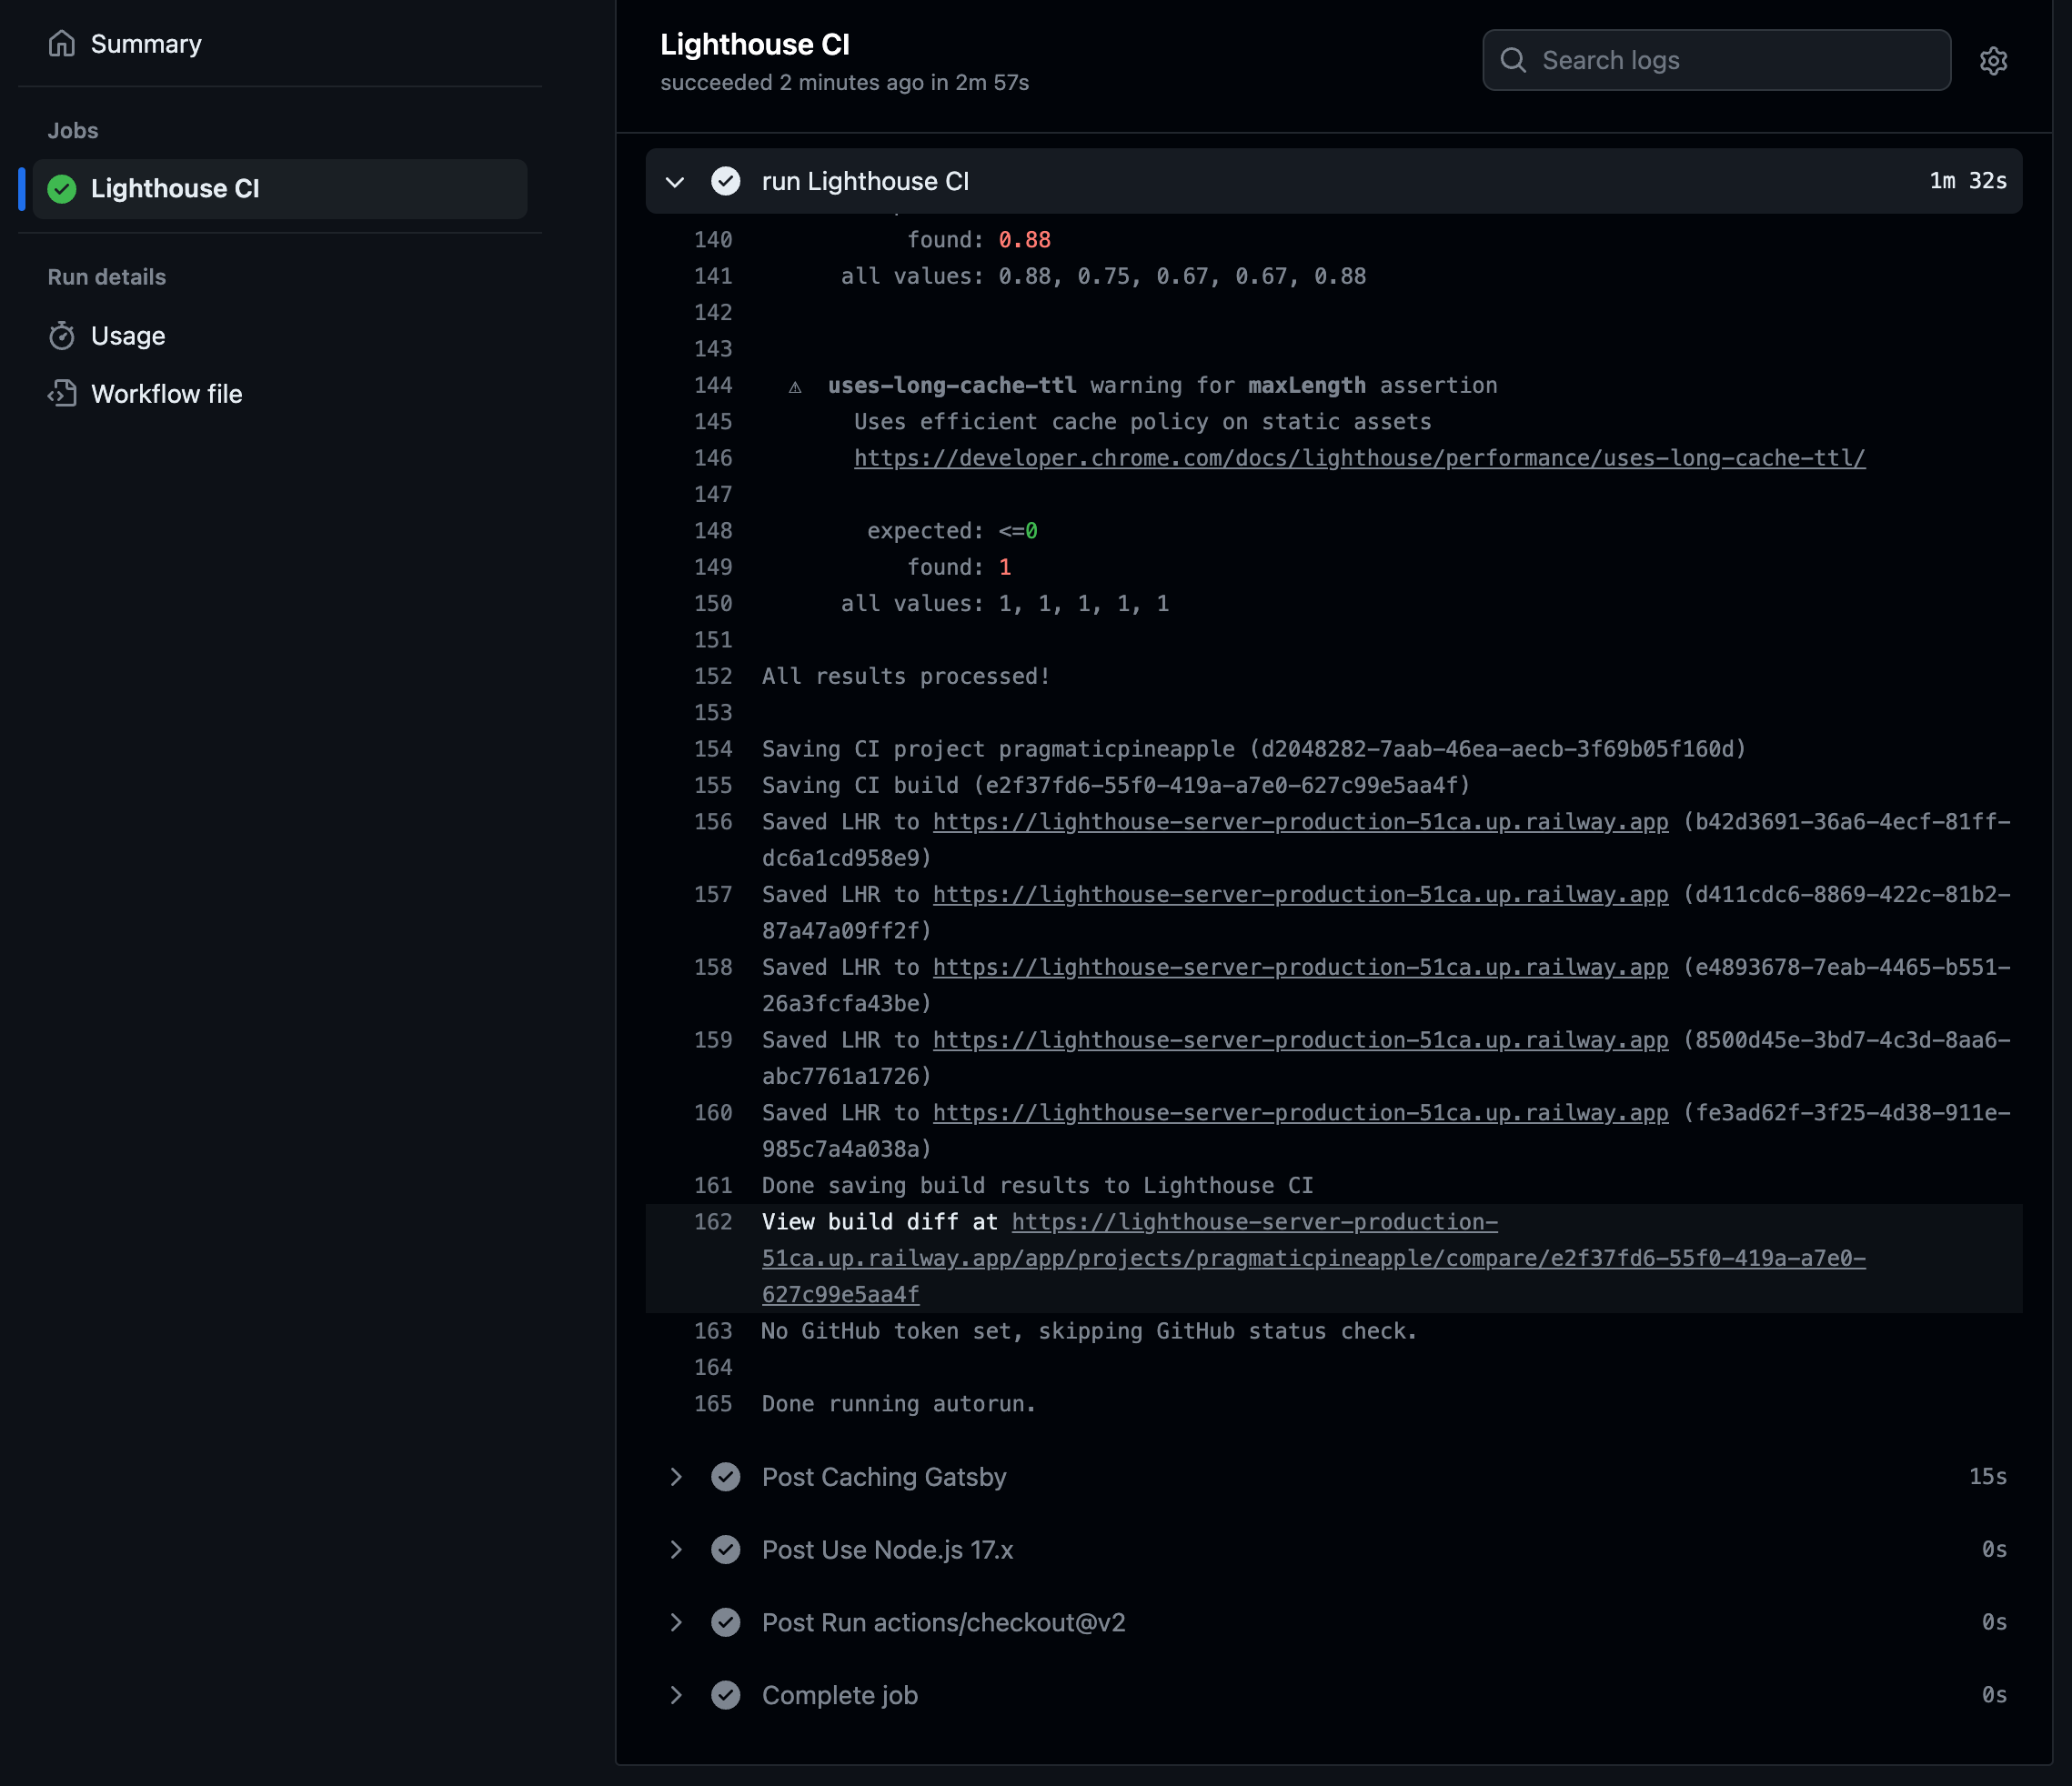 Summary
Jobs
Lighthouse CI
Run details
Usage
Workflow file
Lighthouse CI
succeeded 2 minutes ago in 2m 57s
Search logs
run Lighthouse CI 1m 32s
140 found: 0.88
141 all values: 0.88, 0.75, 0.67, 0.67, 0.88
142
143
144 ⚠ uses-long-cache-ttl warning for maxLength assertion
145 Uses efficient cache policy on static assets
146 https://developer.chrome.com/docs/lighthouse/performance/uses-long-cache-ttl/
147
148 expected: <=0
149 found: 1
150 all values: 1, 1, 1, 1, 1
151
152 All results processed!
153
154 Saving CI project pragmaticpineapple (d2048282-7aab-46ea-aecb-3f69b05f160d)
155 Saving CI build (e2f37fd6-55f0-419a-a7e0-627c99e5aa4f)
156 Saved LHR to https://lighthouse-server-production-51ca.up.railway.app (b42d3691-36a6-4ecf-81ff-
dc6a1cd958e9)
157 Saved LHR to https://lighthouse-server-production-51ca.up.railway.app (d411cdc6-8869-422c-81b2-
87a47a09ff2f)
158 Saved LHR to https://lighthouse-server-production-51ca.up.railway.app (e4893678-7eab-4465-b551-
26a3fcfa43be)
159 Saved LHR to https://lighthouse-server-production-51ca.up.railway.app (8500d45e-3bd7-4c3d-8aa6-
abc7761a1726)
160 Saved LHR to https://lighthouse-server-production-51ca.up.railway.app (fe3ad62f-3f25-4d38-911e-
985c7a4a038a)
161 Done saving build results to Lighthouse CI
162 View build diff at https://lighthouse-server-production-
51ca.up.railway.app/app/projects/pragmaticpineapple/compare/e2f37fd6-55f0-419a-a7e0-
627c99e5aa4f
163 No GitHub token set, skipping GitHub status check.
164
165 Done running autorun.
Post Caching Gatsby 15s
Post Use Node.js 17.x 0s
Post Run actions/checkout@v2 0s
Complete job 0s